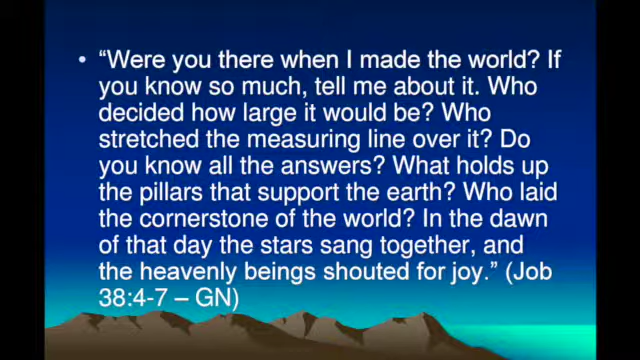 • “Were you there when I made the world? If
you know so much, tell me about it. Who
decided how large it would be? Who
stretched the measuring line over it? Do
you know all the answers? What holds up
the pillars that support the earth? Who laid
the cornerstone of the world? In the dawn
of that day the stars sang together, and
the heavenly beings shouted for joy.” (Job
38:4-7 – GN)